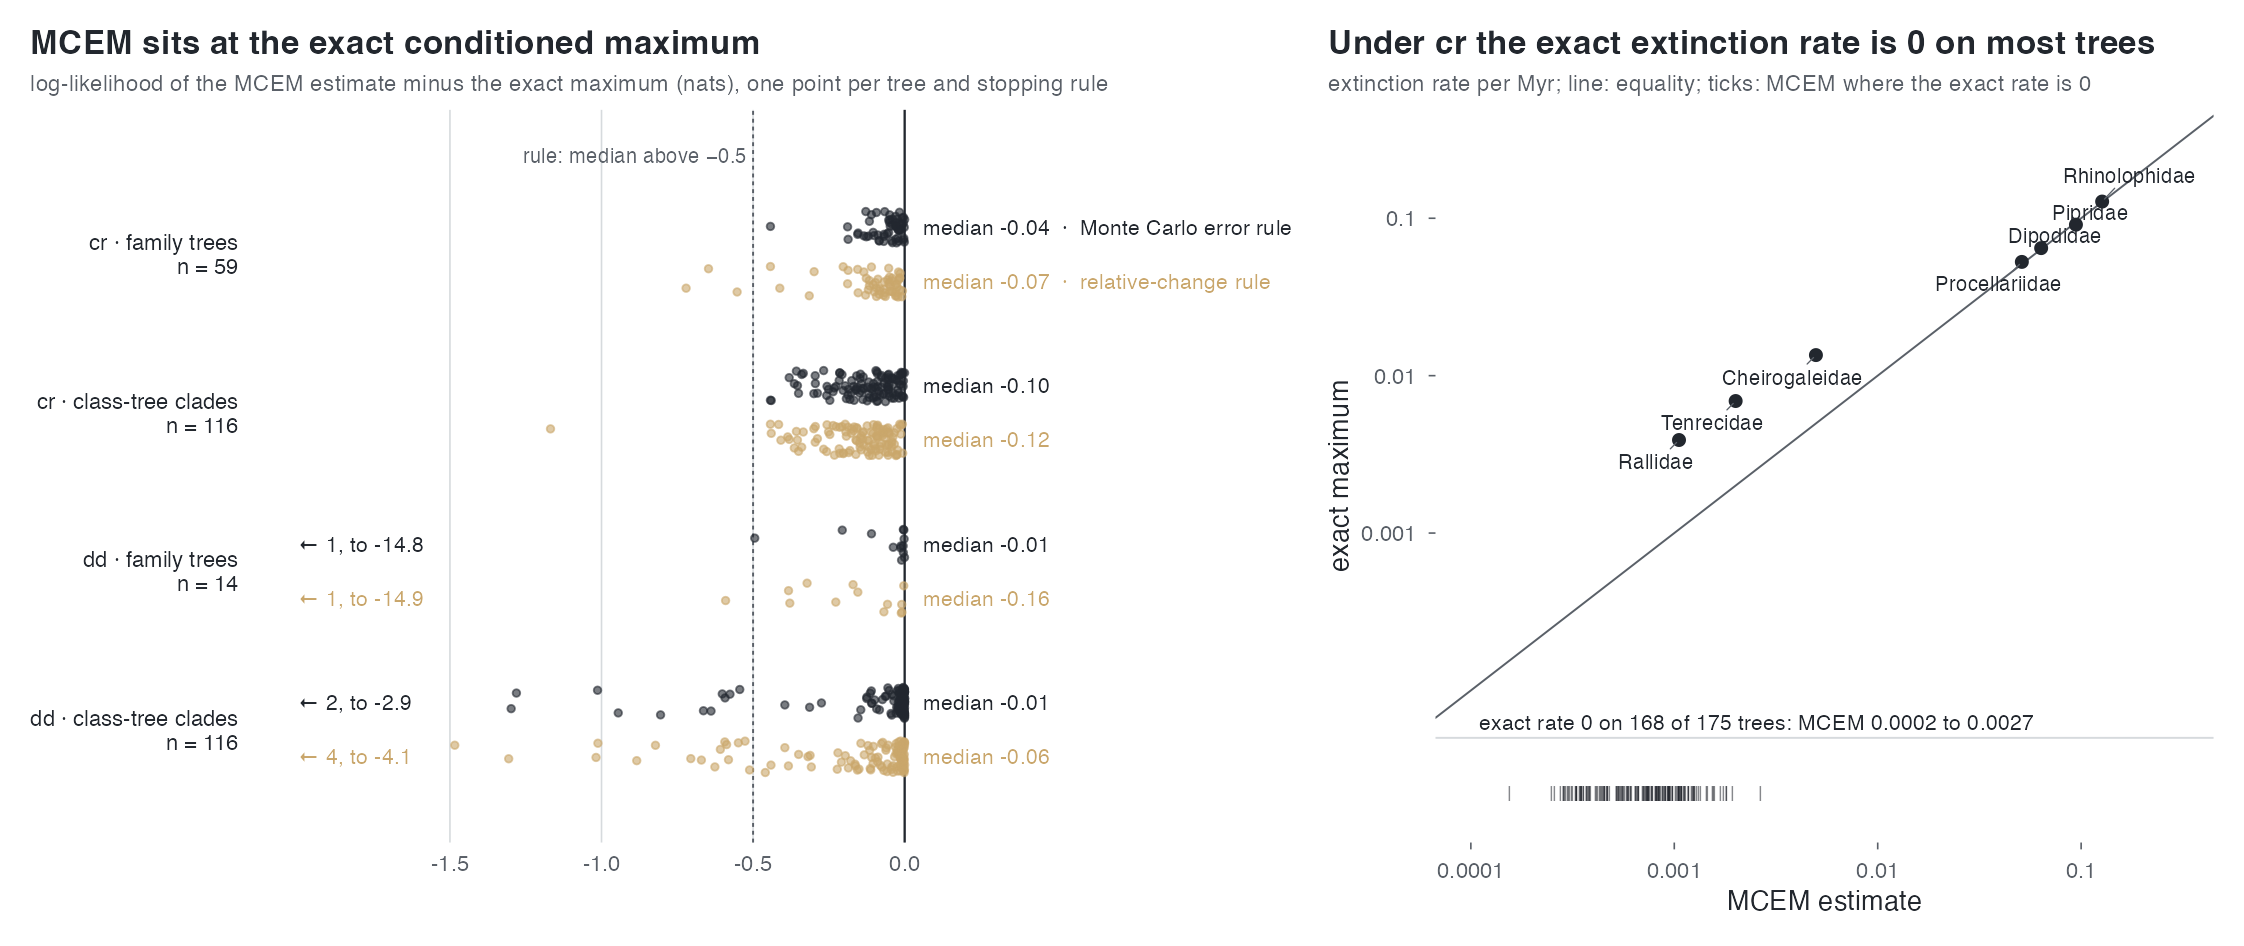 MCEM sits at the exact conditioned maximum
log-likelihood of the MCEM estimate minus the exact maximum (nats), one point per tree and stopping rule
rule: median above −0.5
cr · family trees
n = 59
median -0.04 · Monte Carlo error rule
median -0.07 · relative-change rule
cr · class-tree clades
n = 116
median -0.10
median -0.12
dd · family trees
n = 14
← 1, to -14.8
median -0.01
← 1, to -14.9
median -0.16
dd · class-tree clades
n = 116
← 2, to -2.9
median -0.01
← 4, to -4.1
median -0.06
-1.5
-1.0
-0.5
0.0
Under cr the exact extinction rate is 0 on most trees
extinction rate per Myr; line: equality; ticks: MCEM where the exact rate is 0
exact maximum
0.1
0.01
0.001
Rhinolophidae
Pipridae
Dipodidae
Procellariidae
Cheirogaleidae
Tenrecidae
Rallidae
exact rate 0 on 168 of 175 trees: MCEM 0.0002 to 0.0027
0.0001
0.001
0.01
0.1
MCEM estimate